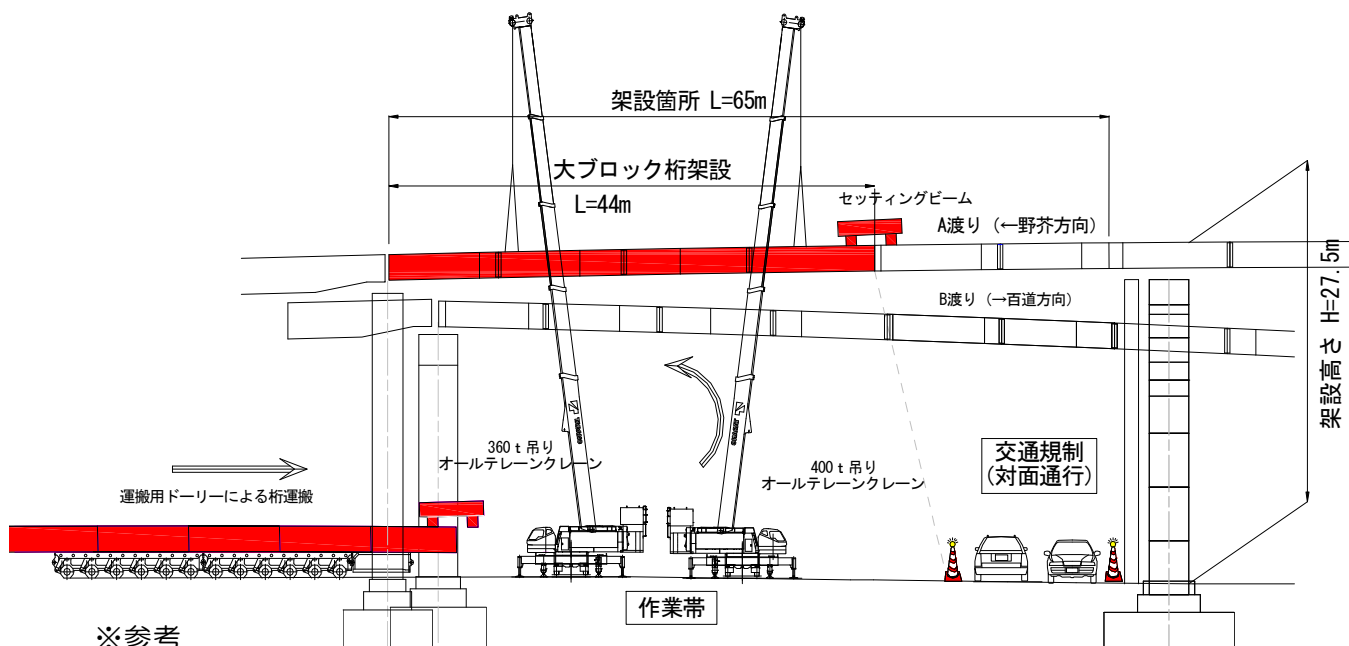 架設箇所 L=65m
大ブロック桁架設
L=44m
セッティングビーム
A渡り (←野芥方向)
B渡り (→百道方向)
架設高さ H=27.5m
360t吊り
オールテレーンクレーン
400t吊り
オールテレーンクレーン
交通規制
(対面通行)
運搬用ドーリーによる桁運搬
作業帯
※参考